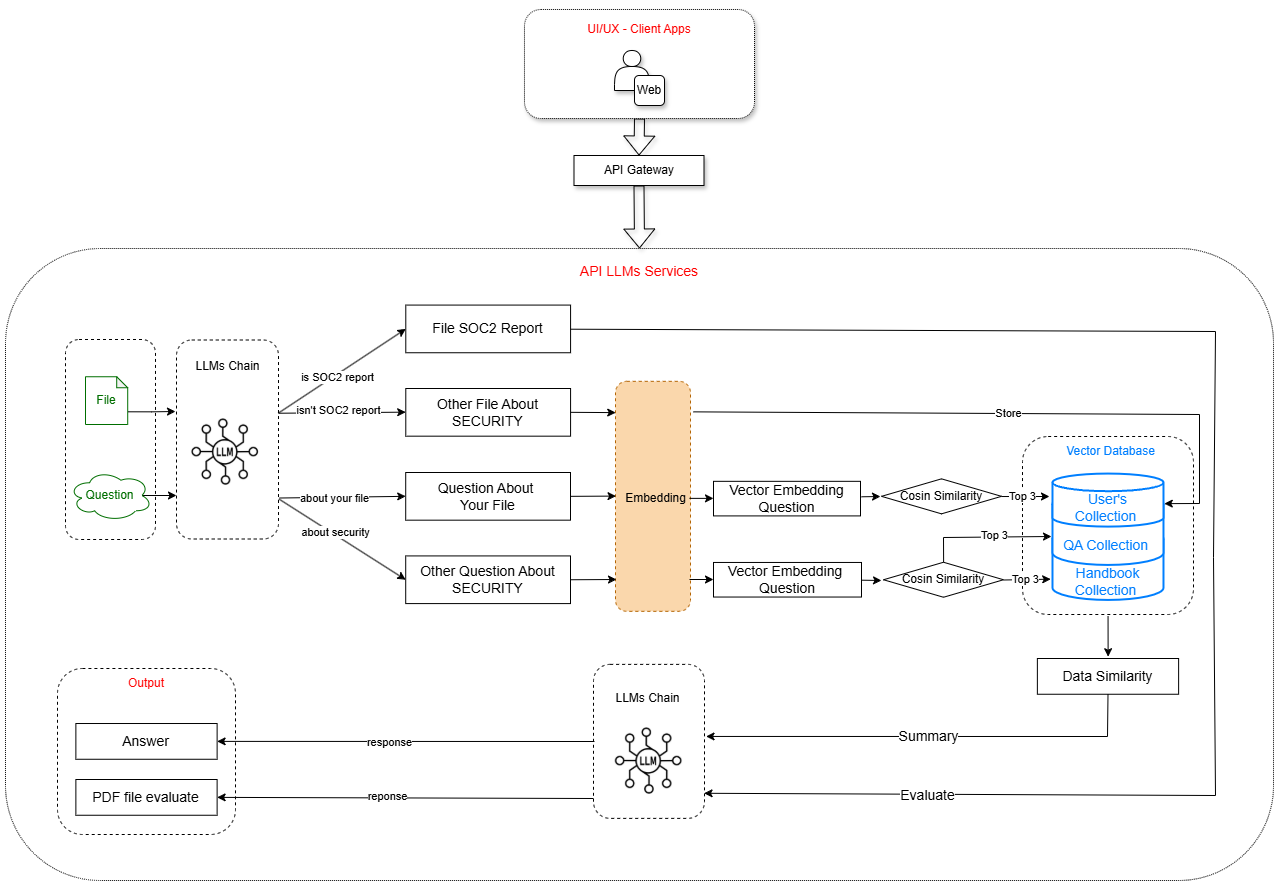 UI/UX - Client Apps
Web
API Gateway
API LLMs Services
File SOC2 Report
LLMs Chain
is SOC2 report
File
isn't SOC2 report
Other File About
SECURITY
Store
LLM
Vector Database
Question
about your file
Question About
Your File
Embedding
Vector Embedding
Question
Cosin Similarity
Top 3
User's
Collection
about security
Top 3
QA Collection
Other Question About
SECURITY
Vector Embedding
Question
Cosin Similarity
Top 3
Handbook
Collection
Data Similarity
Output
LLMs Chain
Answer
response
Summary
LLM
PDF file evaluate
reponse
Evaluate